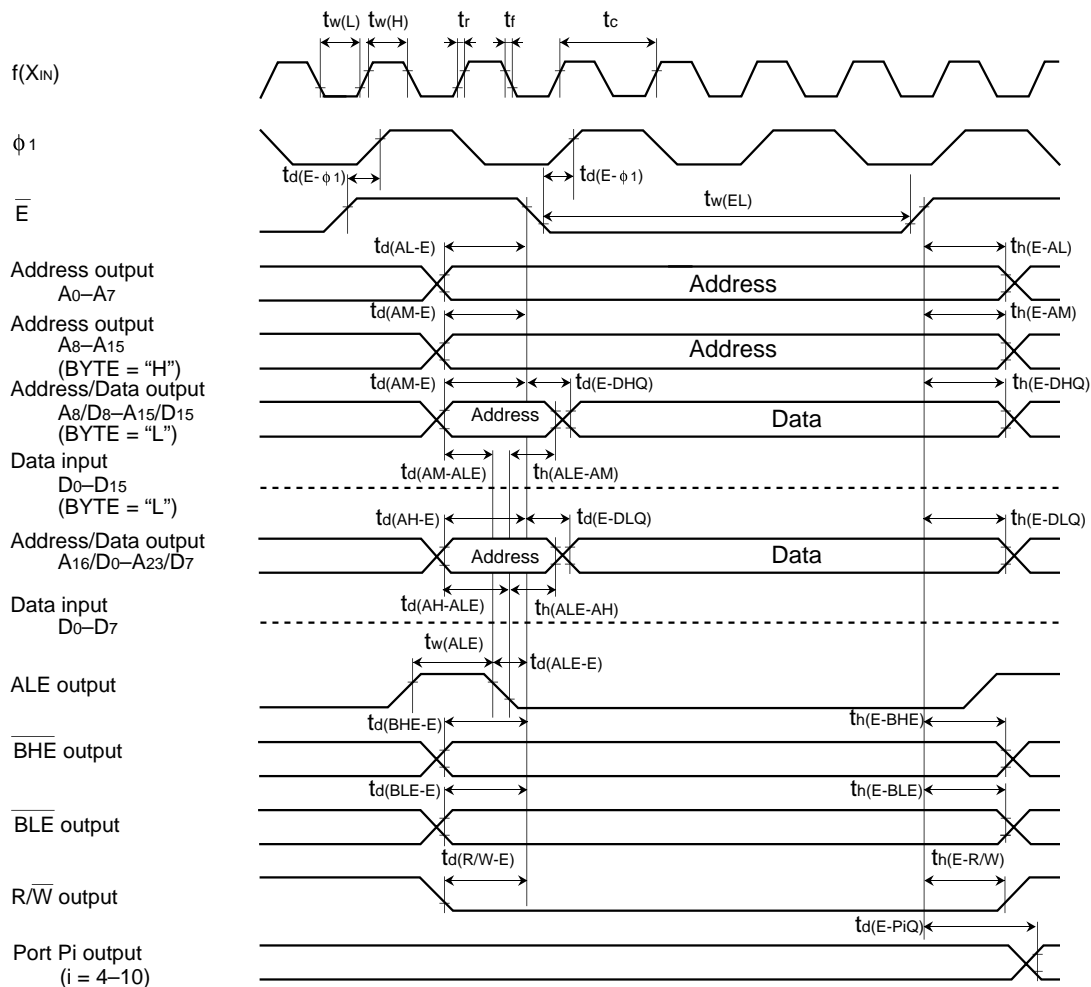 tw(L) tw(H) tr tf tc
f(XIN)
ϕ1
td(E-ϕ1) td(E-ϕ1)
E̅ tw(EL)
td(AL-E) th(E-AL)
Address output
A0–A7 Address
td(AM-E) th(E-AM)
Address output
A8–A15 Address
(BYTE = “H”)
td(AM-E) td(E-DHQ) th(E-DHQ)
Address/Data output
A8/D8–A15/D15 Address Data
(BYTE = “L”)
td(AM-ALE) th(ALE-AM)
Data input
D0–D15
(BYTE = “L”)
td(AH-E) td(E-DLQ) th(E-DLQ)
Address/Data output
A16/D0–A23/D7 Address Data
td(AH-ALE) th(ALE-AH)
Data input
D0–D7
tw(ALE) td(ALE-E)
ALE output
td(BHE-E) th(E-BHE)
B̅H̅E̅ output
td(BLE-E) th(E-BLE)
B̅L̅E̅ output
td(R/W-E) th(E-R/W)
R/W̅ output
td(E-PiQ)
Port Pi output
(i = 4–10)